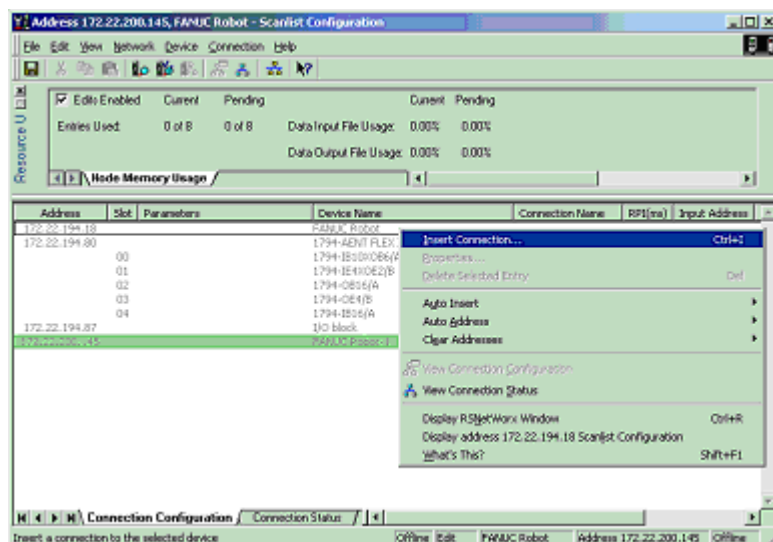 Address 172.22.200.145, FANUC Robot - Scanlist Configuration
File Edit View Network Device Connection Help
Edits Enabled Current Pending Current Pending
Entries Used: 0 of 8 0 of 8 Data Input File Usage: 0.00% 0.00%
Data Output File Usage: 0.00% 0.00%
Resource U
Node Memory Usage
Address Slot Parameters Device Name Connection Name RPI(ms) Input Address
172.22.194.18 FANUC Robot
172.22.194.80 1794-AENT FLEX
00 1794-IB10XOB6/A
01 1794-IE4XOE2/B
02 1794-OB16/A
03 1794-OE4/B
04 1794-IB16/A
172.22.194.87 I/O block
FANUC Robot-1
Insert Connection... Ctrl+I
Properties...
Delete Selected Entry Del
Auto Insert
Auto Address
Clear Addresses
View Connection Configuration
View Connection Status
Display RSNetWorx Window Ctrl+R
Display address 172.22.194.18 Scanlist Configuration
What's This? Shift+F1
Connection Configuration Connection Status
Insert a connection to the selected device Offline Edit FANUC Robot Address 172.22.200.145 Offline